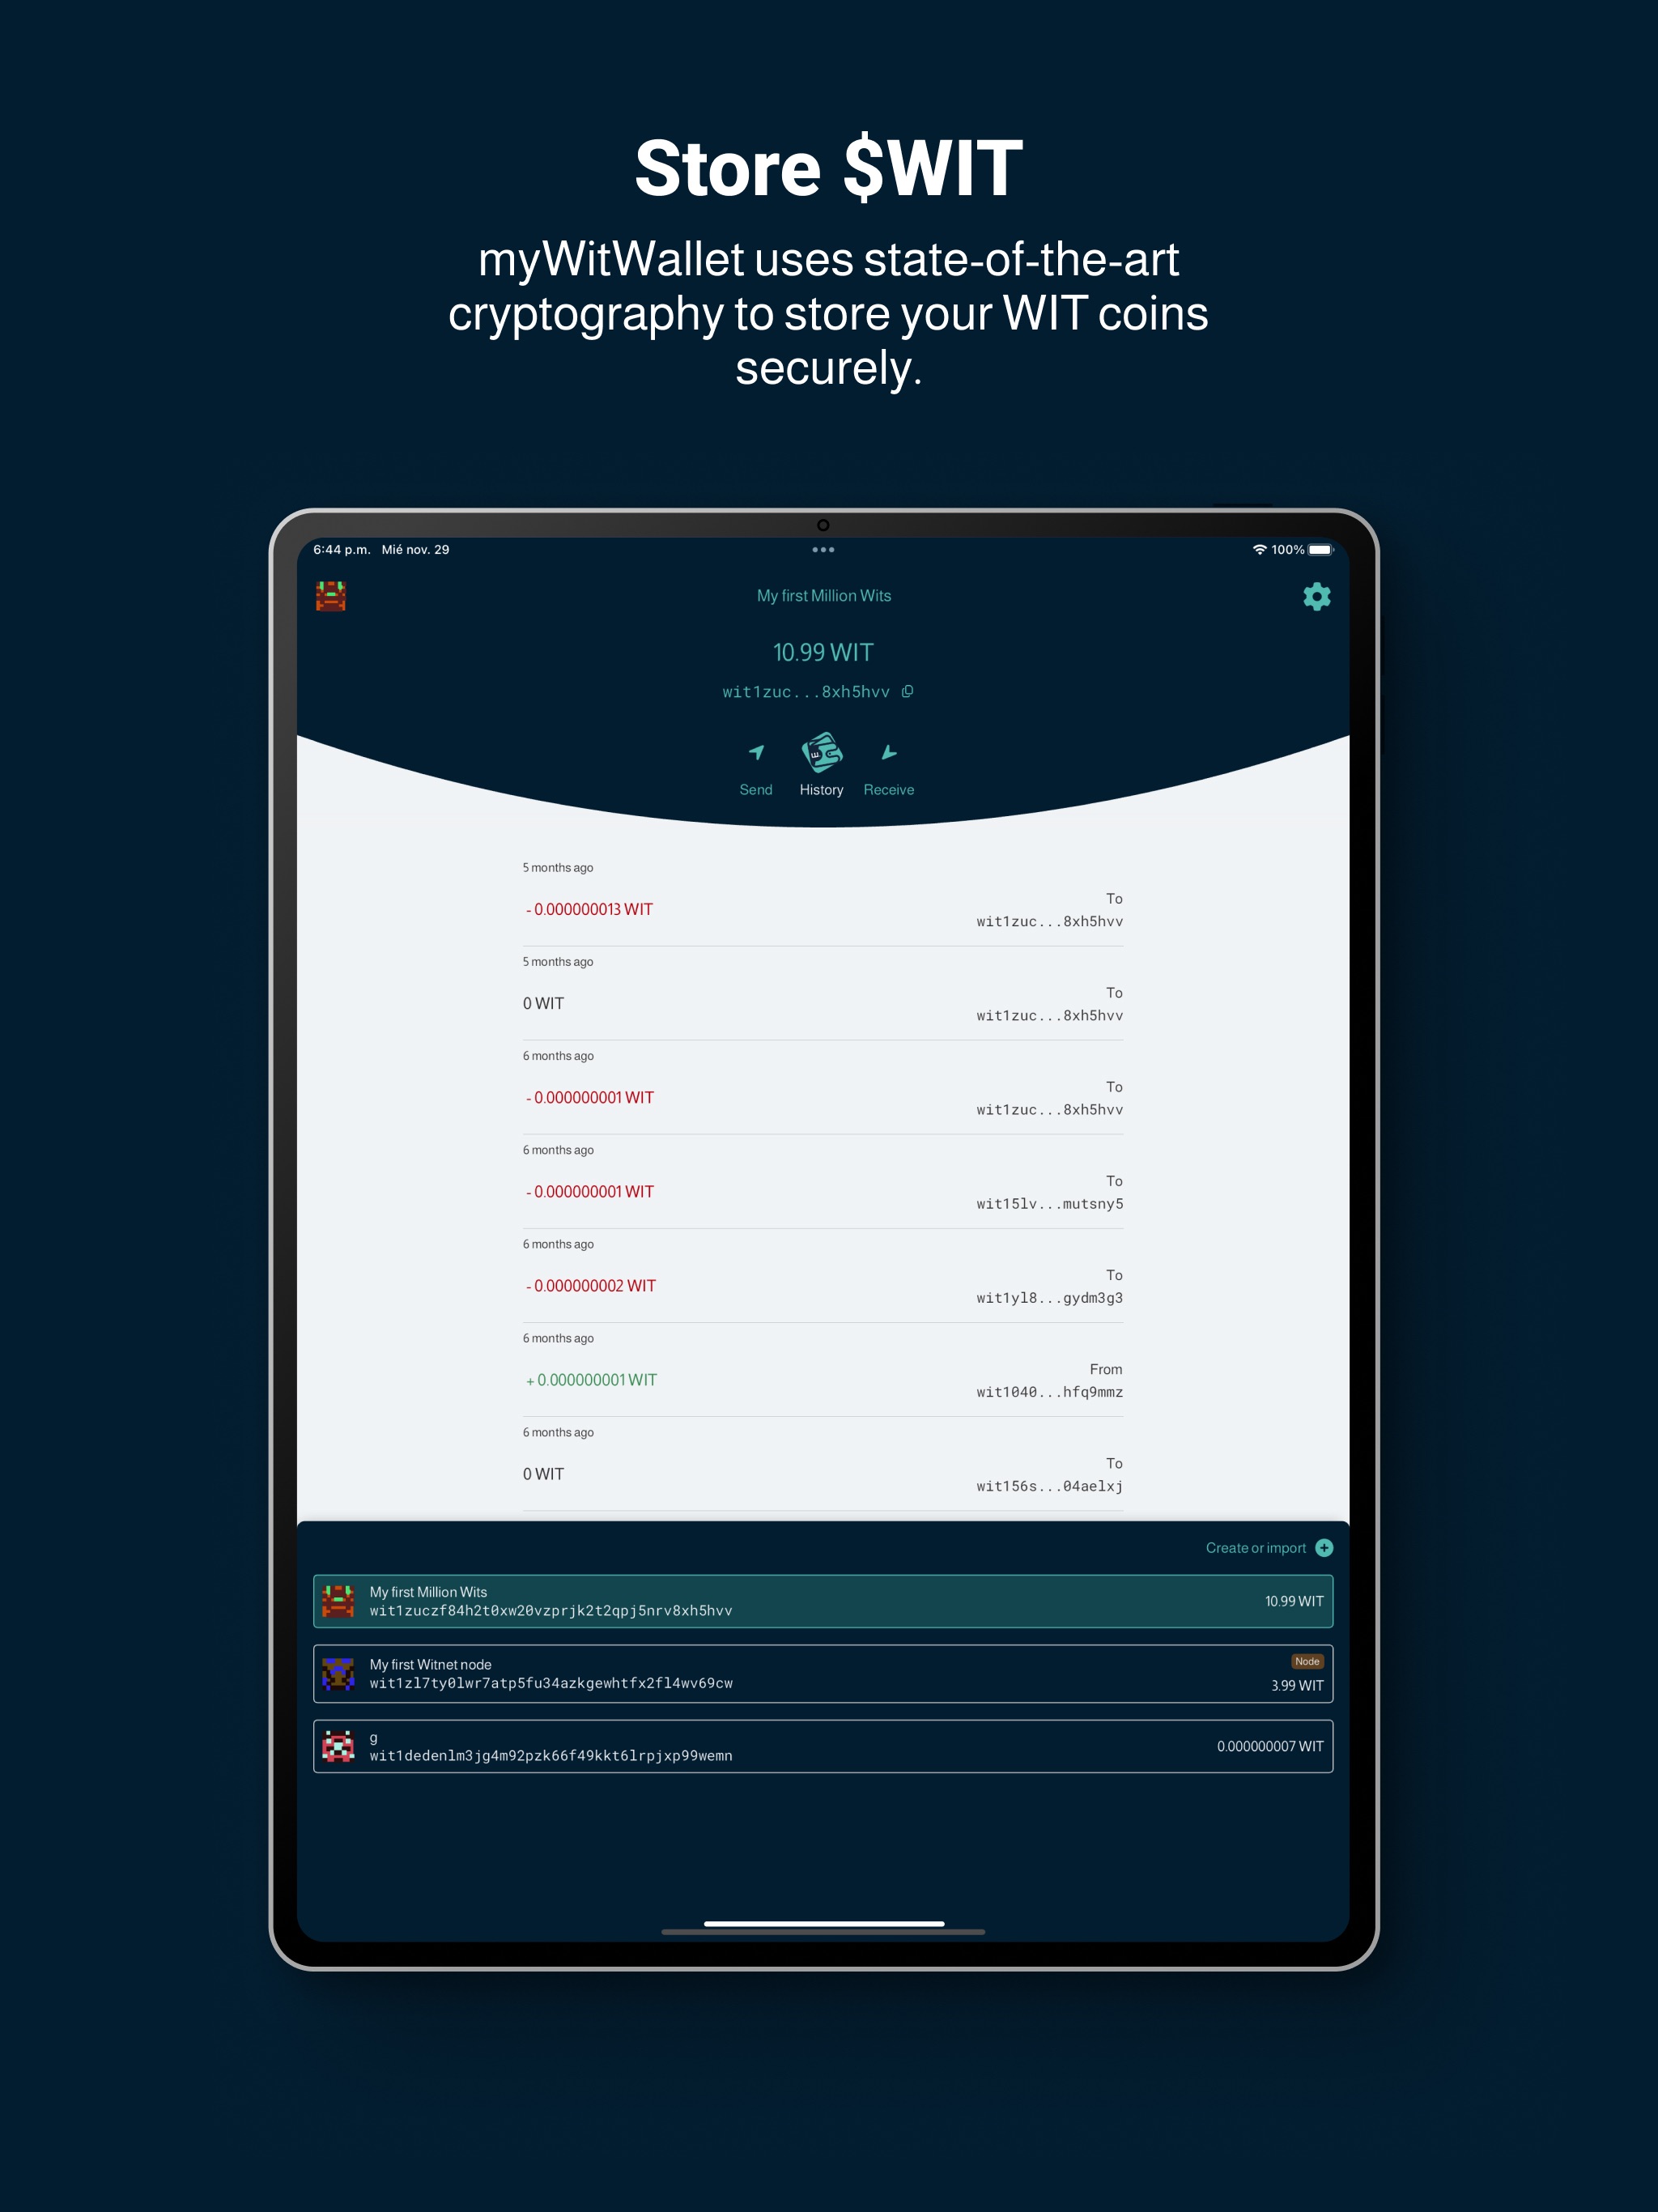 Store $WIT
myWitWallet uses state-of-the-art
cryptography to store your WIT coins
securely.
6:44 p.m. Mié nov. 29
100%
My first Million Wits
10.99 WIT
wit1zuc...8xh5hvv
Send History Receive
5 months ago
To
- 0.000000013 WIT
wit1zuc...8xh5hvv
5 months ago
To
0 WIT
wit1zuc...8xh5hvv
6 months ago
To
- 0.000000001 WIT
wit1zuc...8xh5hvv
6 months ago
To
- 0.000000001 WIT
wit15lv...mutsny5
6 months ago
To
- 0.000000002 WIT
wit1yl8...gydm3g3
6 months ago
From
+ 0.000000001 WIT
wit1040...hfq9mmz
6 months ago
To
0 WIT
wit156s...04aelxj
Create or import
My first Million Wits
wit1zuczf84h2t0xw20vzprjk2t2qpj5nrv8xh5hvv
10.99 WIT
My first Witnet node
Node
wit1zl7ty0lwr7atp5fu34azkgewhtfx2fl4wv69cw
3.99 WIT
g
wit1dedenlm3jg4m92pzk66f49kkt6lrpjxp99wemn
0.000000007 WIT